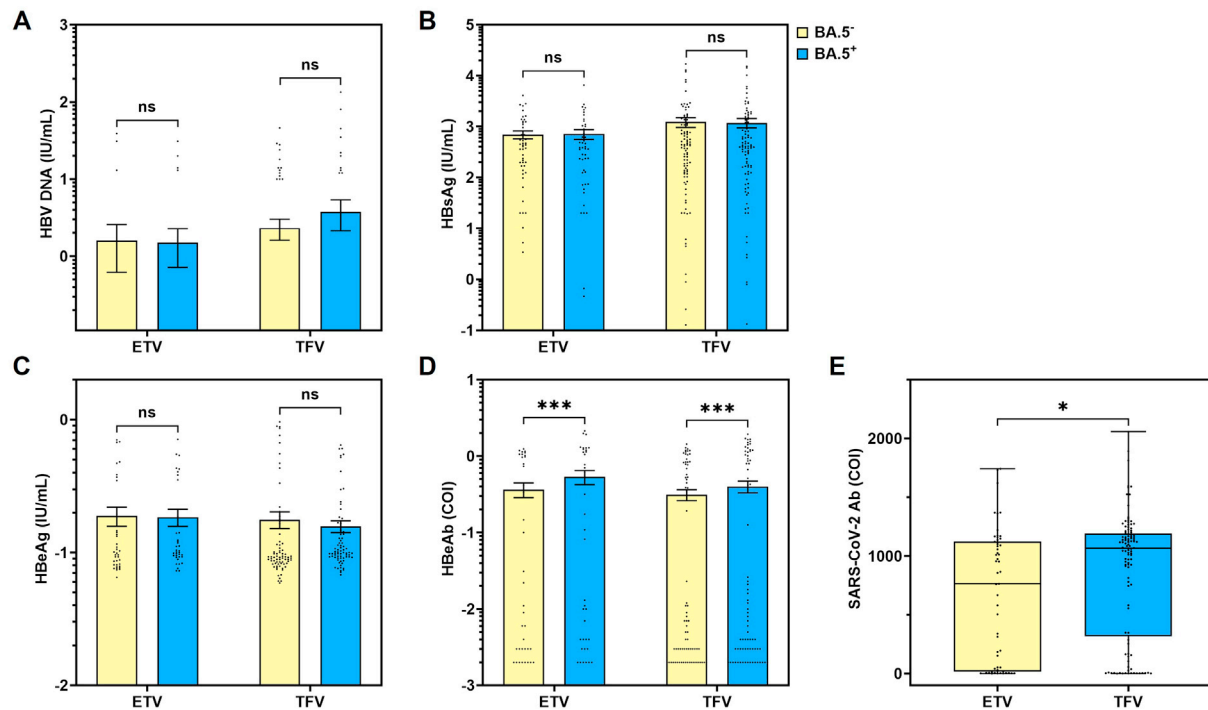 A
HBV DNA (IU/mL)
3
2
1
0
ns
ns
ETV
TFV
B
HBsAg (IU/mL)
5
4
3
2
1
0
-1
ns
ns
ETV
TFV
BA.5⁻
BA.5⁺
C
HBeAg (IU/mL)
0
-1
-2
ns
ns
ETV
TFV
D
HBeAb (COI)
1
0
-1
-2
-3
***
***
ETV
TFV
E
SARS-CoV-2 Ab (COI)
2000
1000
0
*
ETV
TFV